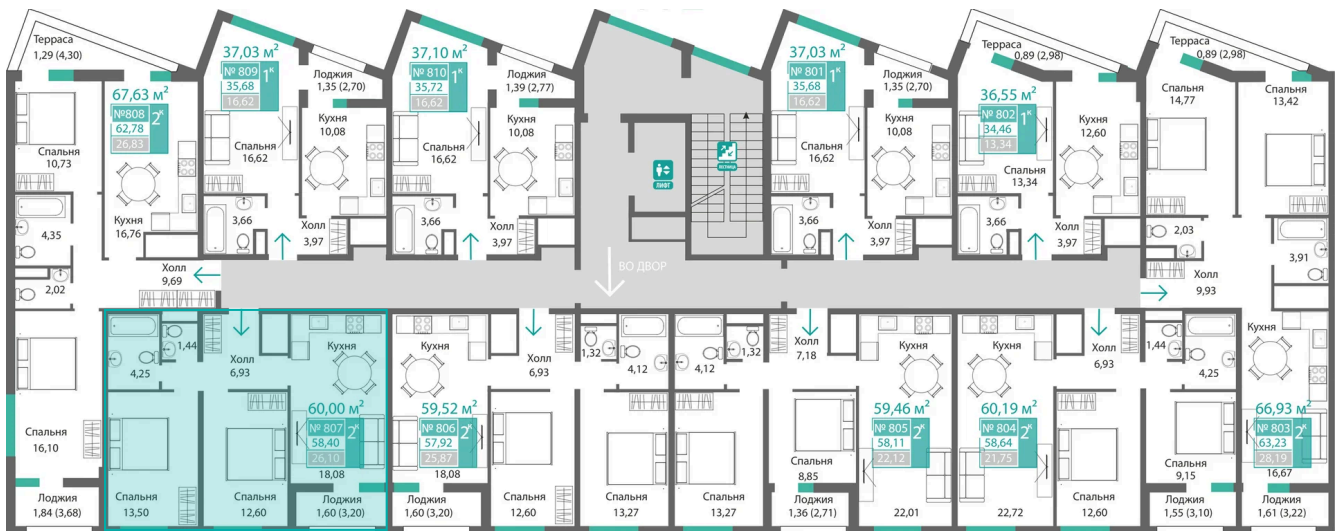 Терраса
1,29 (4,30)
67,63 м²
№808
62,78
26,83
2к
Спальня
10,73
Кухня
16,76
4,35
2,02
Холл
9,69
Спальня
16,10
Лоджия
1,84 (3,68)
37,03 м²
№ 809
35,68
16,62
1к
Лоджия
1,35 (2,70)
Кухня
10,08
Спальня
16,62
3,66
Холл
3,97
37,10 м²
№ 810
35,72
16,62
1к
Лоджия
1,39 (2,77)
Кухня
10,08
Спальня
16,62
3,66
Холл
3,97
ЛИФТ
ВО ДВОР
37,03 м²
№ 801
35,68
16,62
1к
Лоджия
1,35 (2,70)
Кухня
10,08
Спальня
16,62
3,66
Холл
3,97
Терраса
0,89 (2,98)
36,55 м²
№ 802
34,46
13,34
1к
Кухня
12,60
Спальня
13,34
3,66
Холл
3,97
Терраса
0,89 (2,98)
Спальня
14,77
Спальня
13,42
2,03
3,91
Холл
9,93
Кухня
66,93 м²
№ 803
63,23
28,19
2к
16,67
Лоджия
1,61 (3,22)
1,44
4,25
Холл
6,93
Кухня
60,00 м²
№ 807
58,40
26,10
2к
18,08
Спальня
13,50
Спальня
12,60
Лоджия
1,60 (3,20)
Кухня
Холл
6,93
1,32
4,12
59,52 м²
№ 806
57,92
25,87
2к
18,08
Лоджия
1,60 (3,20)
Спальня
12,60
Спальня
13,27
4,12
1,32
Холл
7,18
Кухня
59,46 м²
№ 805
58,11
22,12
2к
Спальня
13,27
Спальня
8,85
Лоджия
1,36 (2,71)
22,01
Кухня
Холл
6,93
1,44
4,25
60,19 м²
№ 804
58,64
21,75
2к
22,72
Спальня
12,60
Спальня
9,15
Лоджия
1,55 (3,10)